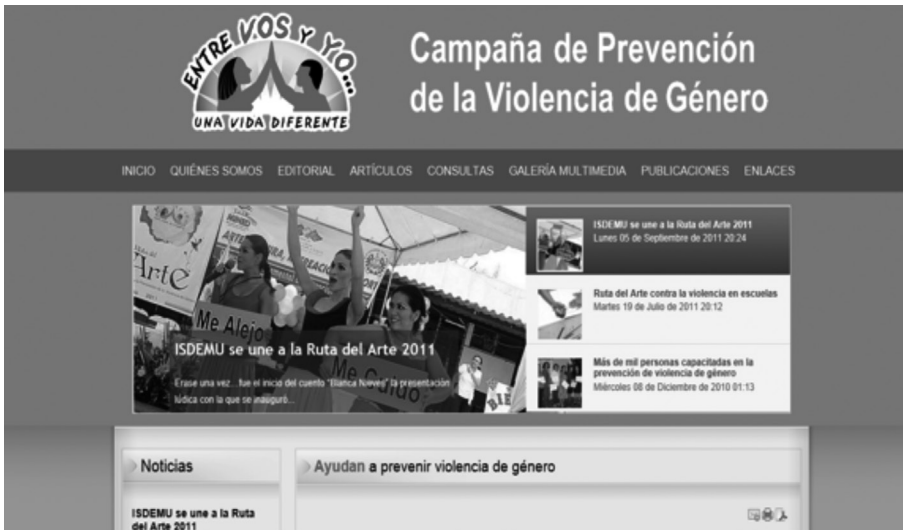 ENTRE VOS Y YO...
UNA VIDA DIFERENTE
Campaña de Prevención
de la Violencia de Género
INICIO QUIÉNES SOMOS EDITORIAL ARTÍCULOS CONSULTAS GALERÍA MULTIMEDIA PUBLICACIONES ENLACES
MINED
Arte
Me Alejo
Me Cuido
BIE
ISDEMU se une a la Ruta del Arte 2011
Erase una vez... fue el inicio del cuento "Blanca Nieves" la presentación
lúdica con la que se inauguró...
ISDEMU se une a la Ruta del Arte 2011
Lunes 05 de Septiembre de 2011 20:24
Ruta del Arte contra la violencia en escuelas
Martes 19 de Julio de 2011 20:12
Más de mil personas capacitadas en la
prevención de violencia de género
Miércoles 08 de Diciembre de 2010 01:13
Noticias
ISDEMU se une a la Ruta
del Arte 2011
Ayudan a prevenir violencia de género